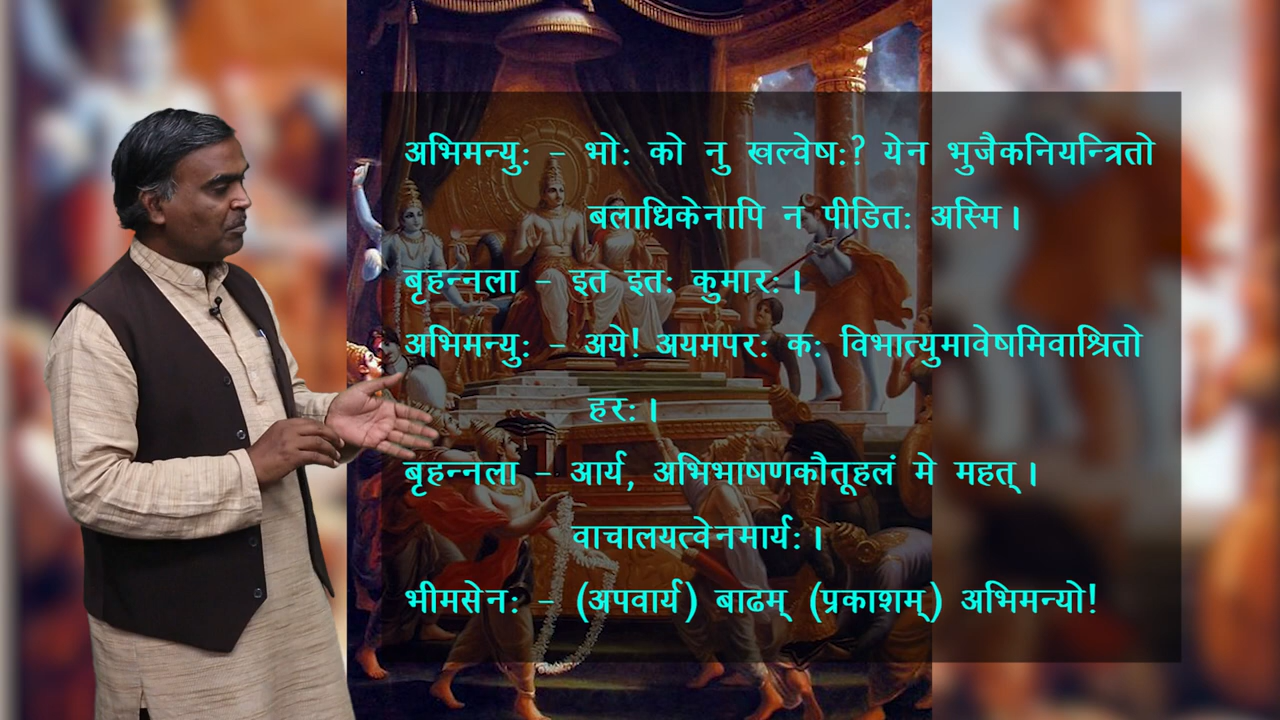 अभिमन्यु: – भो: को नु खल्वेष:? येन भुजैकनियन्त्रितो
बलाधिकेनापि न पीडित: अस्मि।
बृहन्नला – इत इत: कुमार:।
अभिमन्यु: – अये! अयमपर: क: विभात्युमावेषमिवाश्रितो
हर:।
बृहन्नला – आर्य, अभिभाषणकौतूहलं मे महत्।
वाचालयत्वेनमार्य:।
भीमसेन: – (अपवार्य) बाढम् (प्रकाशम्) अभिमन्यो!